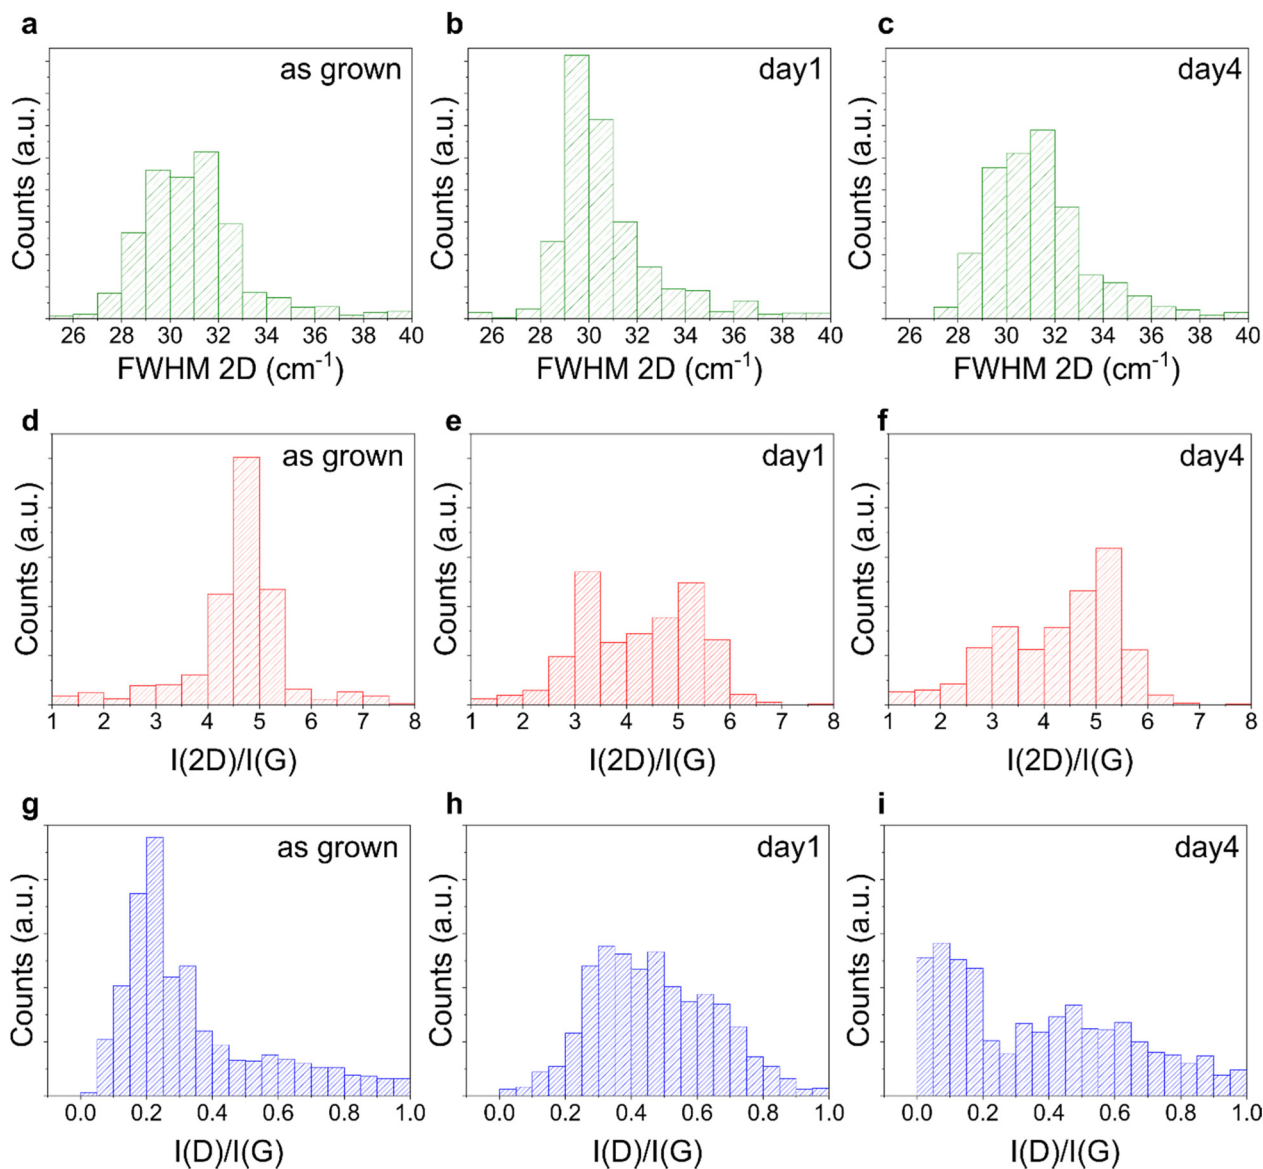 a
as grown
Counts (a.u.)
26 28 30 32 34 36 38 40
FWHM 2D (cm⁻¹)
b
day1
Counts (a.u.)
26 28 30 32 34 36 38 40
FWHM 2D (cm⁻¹)
c
day4
Counts (a.u.)
26 28 30 32 34 36 38 40
FWHM 2D (cm⁻¹)
d
as grown
Counts (a.u.)
1 2 3 4 5 6 7 8
I(2D)/I(G)
e
day1
Counts (a.u.)
1 2 3 4 5 6 7 8
I(2D)/I(G)
f
day4
Counts (a.u.)
1 2 3 4 5 6 7 8
I(2D)/I(G)
g
as grown
Counts (a.u.)
0.0 0.2 0.4 0.6 0.8 1.0
I(D)/I(G)
h
day1
Counts (a.u.)
0.0 0.2 0.4 0.6 0.8 1.0
I(D)/I(G)
i
day4
Counts (a.u.)
0.0 0.2 0.4 0.6 0.8 1.0
I(D)/I(G)